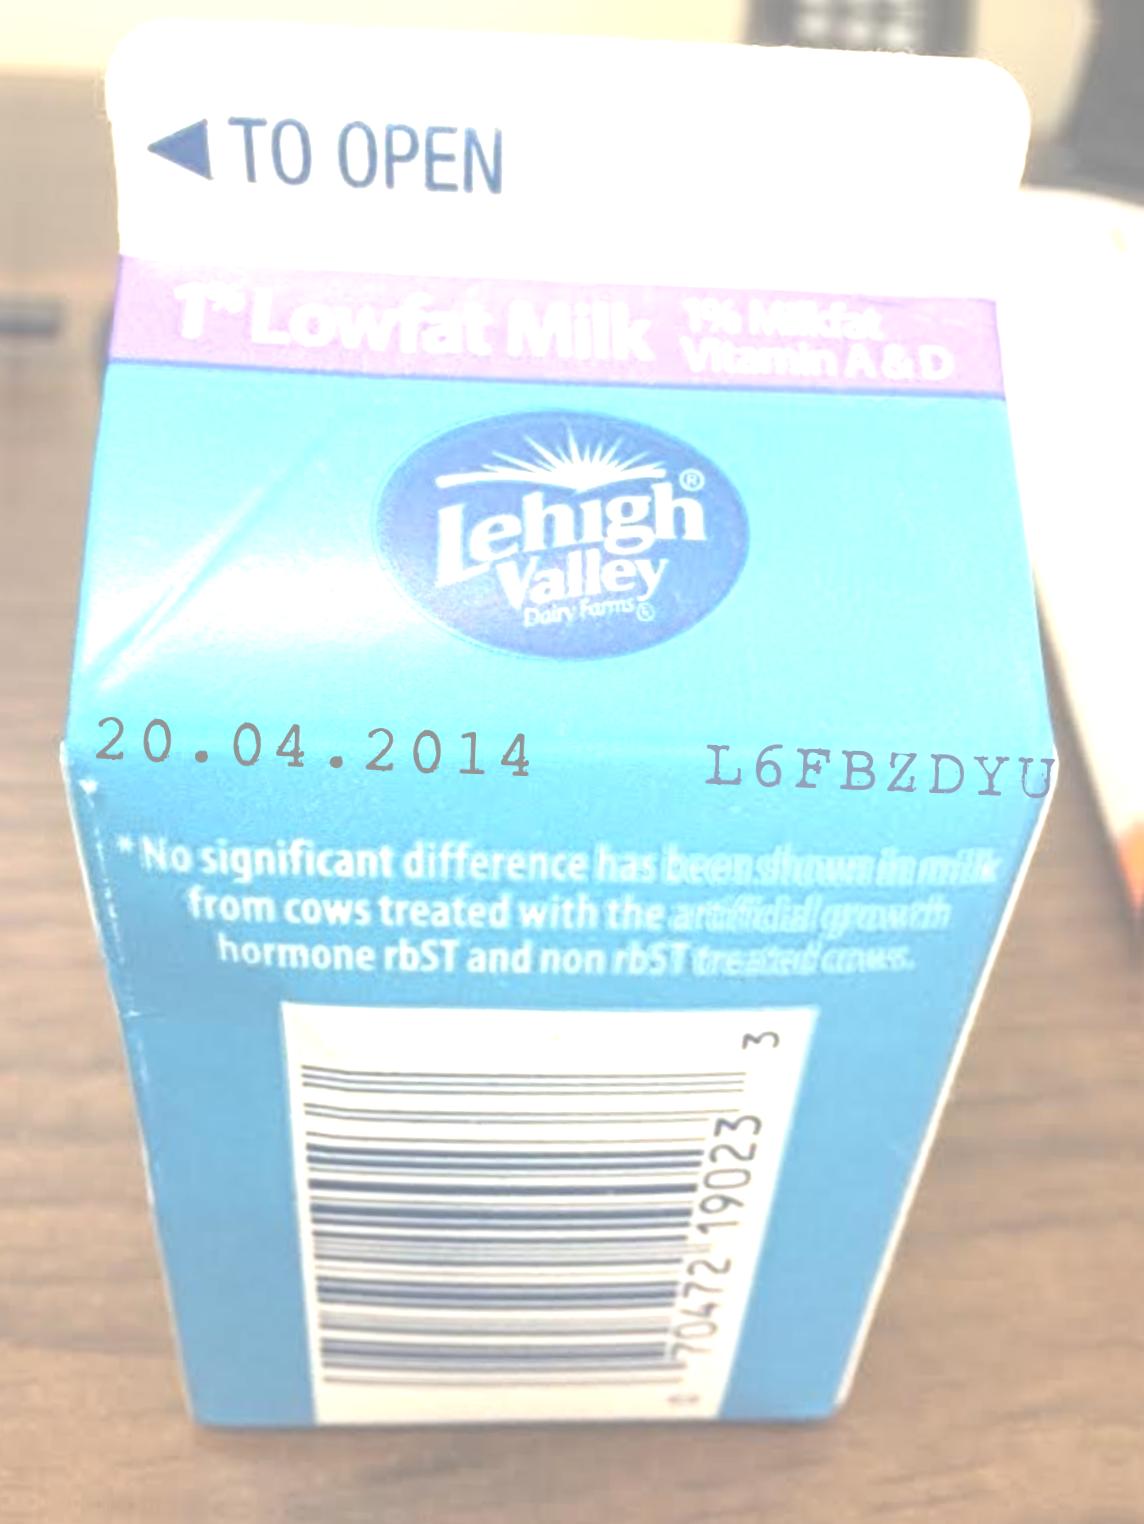 TO OPEN
1% Lowfat Milk
1% Milkfat
Vitamin A & D
Lehigh®
Valley
Dairy Farms®
20.04.2014 L6FBZDYU
* No significant difference has been shown in milk
from cows treated with the artificial growth
hormone rbST and non rbST treated cows.
0 70472 19023 3